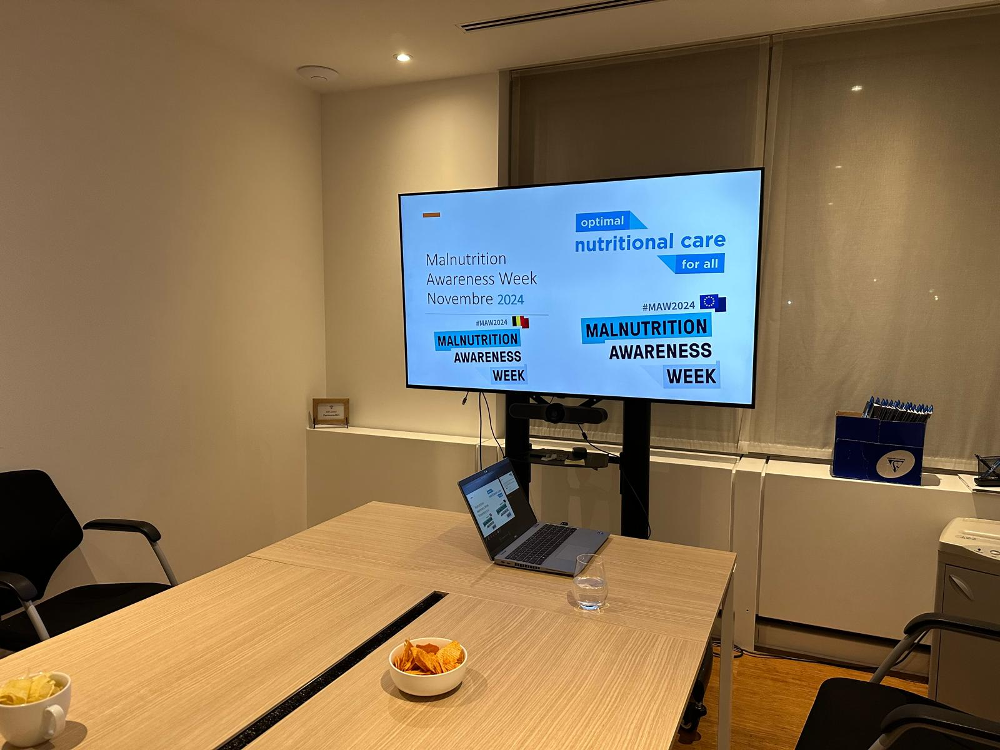 Malnutrition
Awareness Week
Novembre 2024
#MAW2024
MALNUTRITION
AWARENESS
WEEK
optimal
nutritional care
for all
#MAW2024
MALNUTRITION
AWARENESS
WEEK